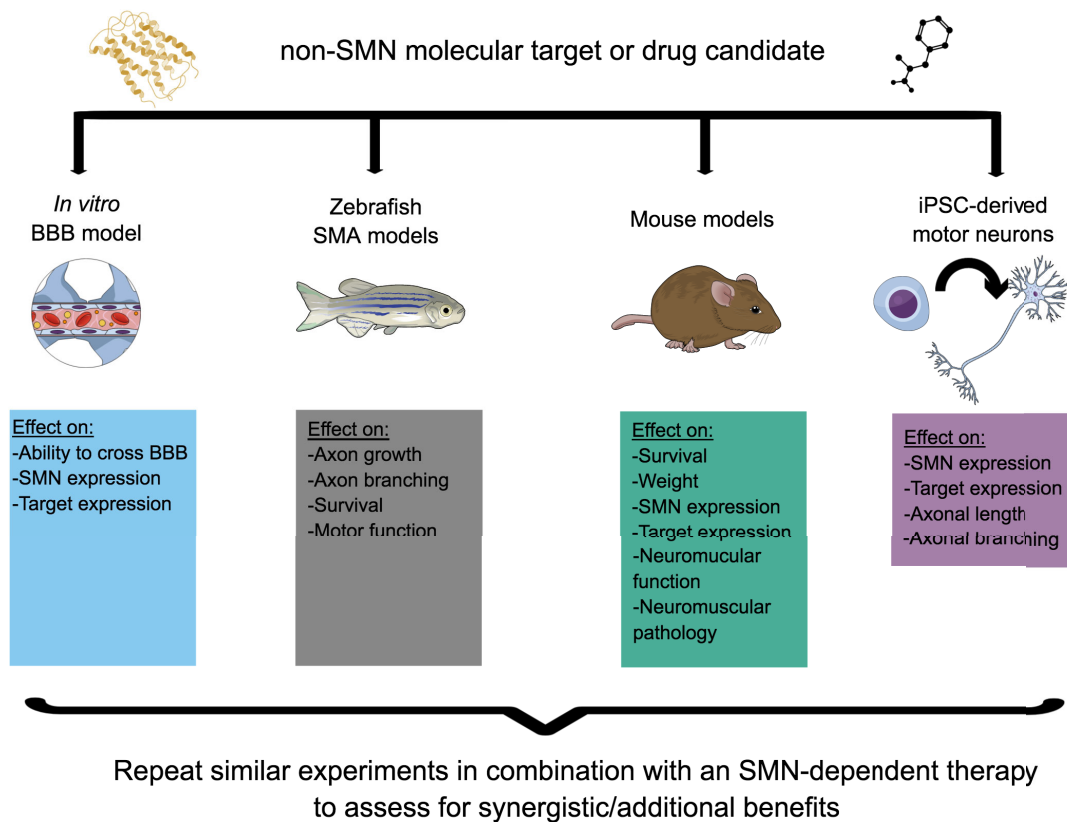 non-SMN molecular target or drug candidate
In vitro
BBB model
Zebrafish
SMA models
Mouse models
iPSC-derived
motor neurons
Effect on:
-Ability to cross BBB
-SMN expression
-Target expression
Effect on:
-Axon growth
-Axon branching
-Survival
-Motor function
Effect on:
-Survival
-Weight
-SMN expression
-Target expression
-Neuromucular
function
-Neuromuscular
pathology
Effect on:
-SMN expression
-Target expression
-Axonal length
-Axonal branching
Repeat similar experiments in combination with an SMN-dependent therapy
to assess for synergistic/additional benefits